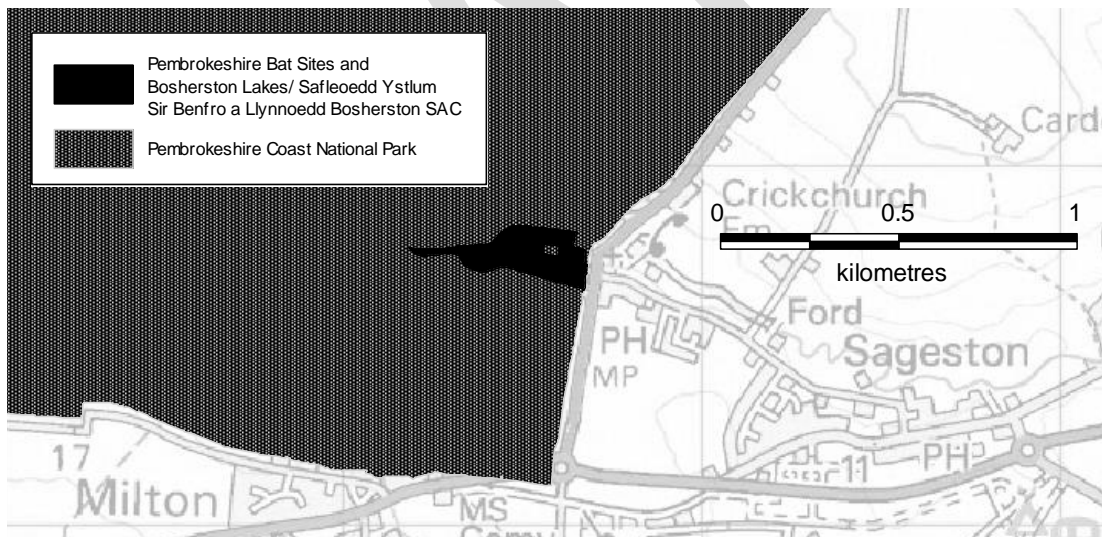 Pembrokeshire Bat Sites and
Bosherston Lakes/ Safleoedd Ystlum
Sir Benfro a Llynnoedd Bosherston SAC
Pembrokeshire Coast National Park
Crickchurch
Fm
0 0.5 1
kilometres
Ford
Sageston
PH
MP
17
Milton
MS
11
PH